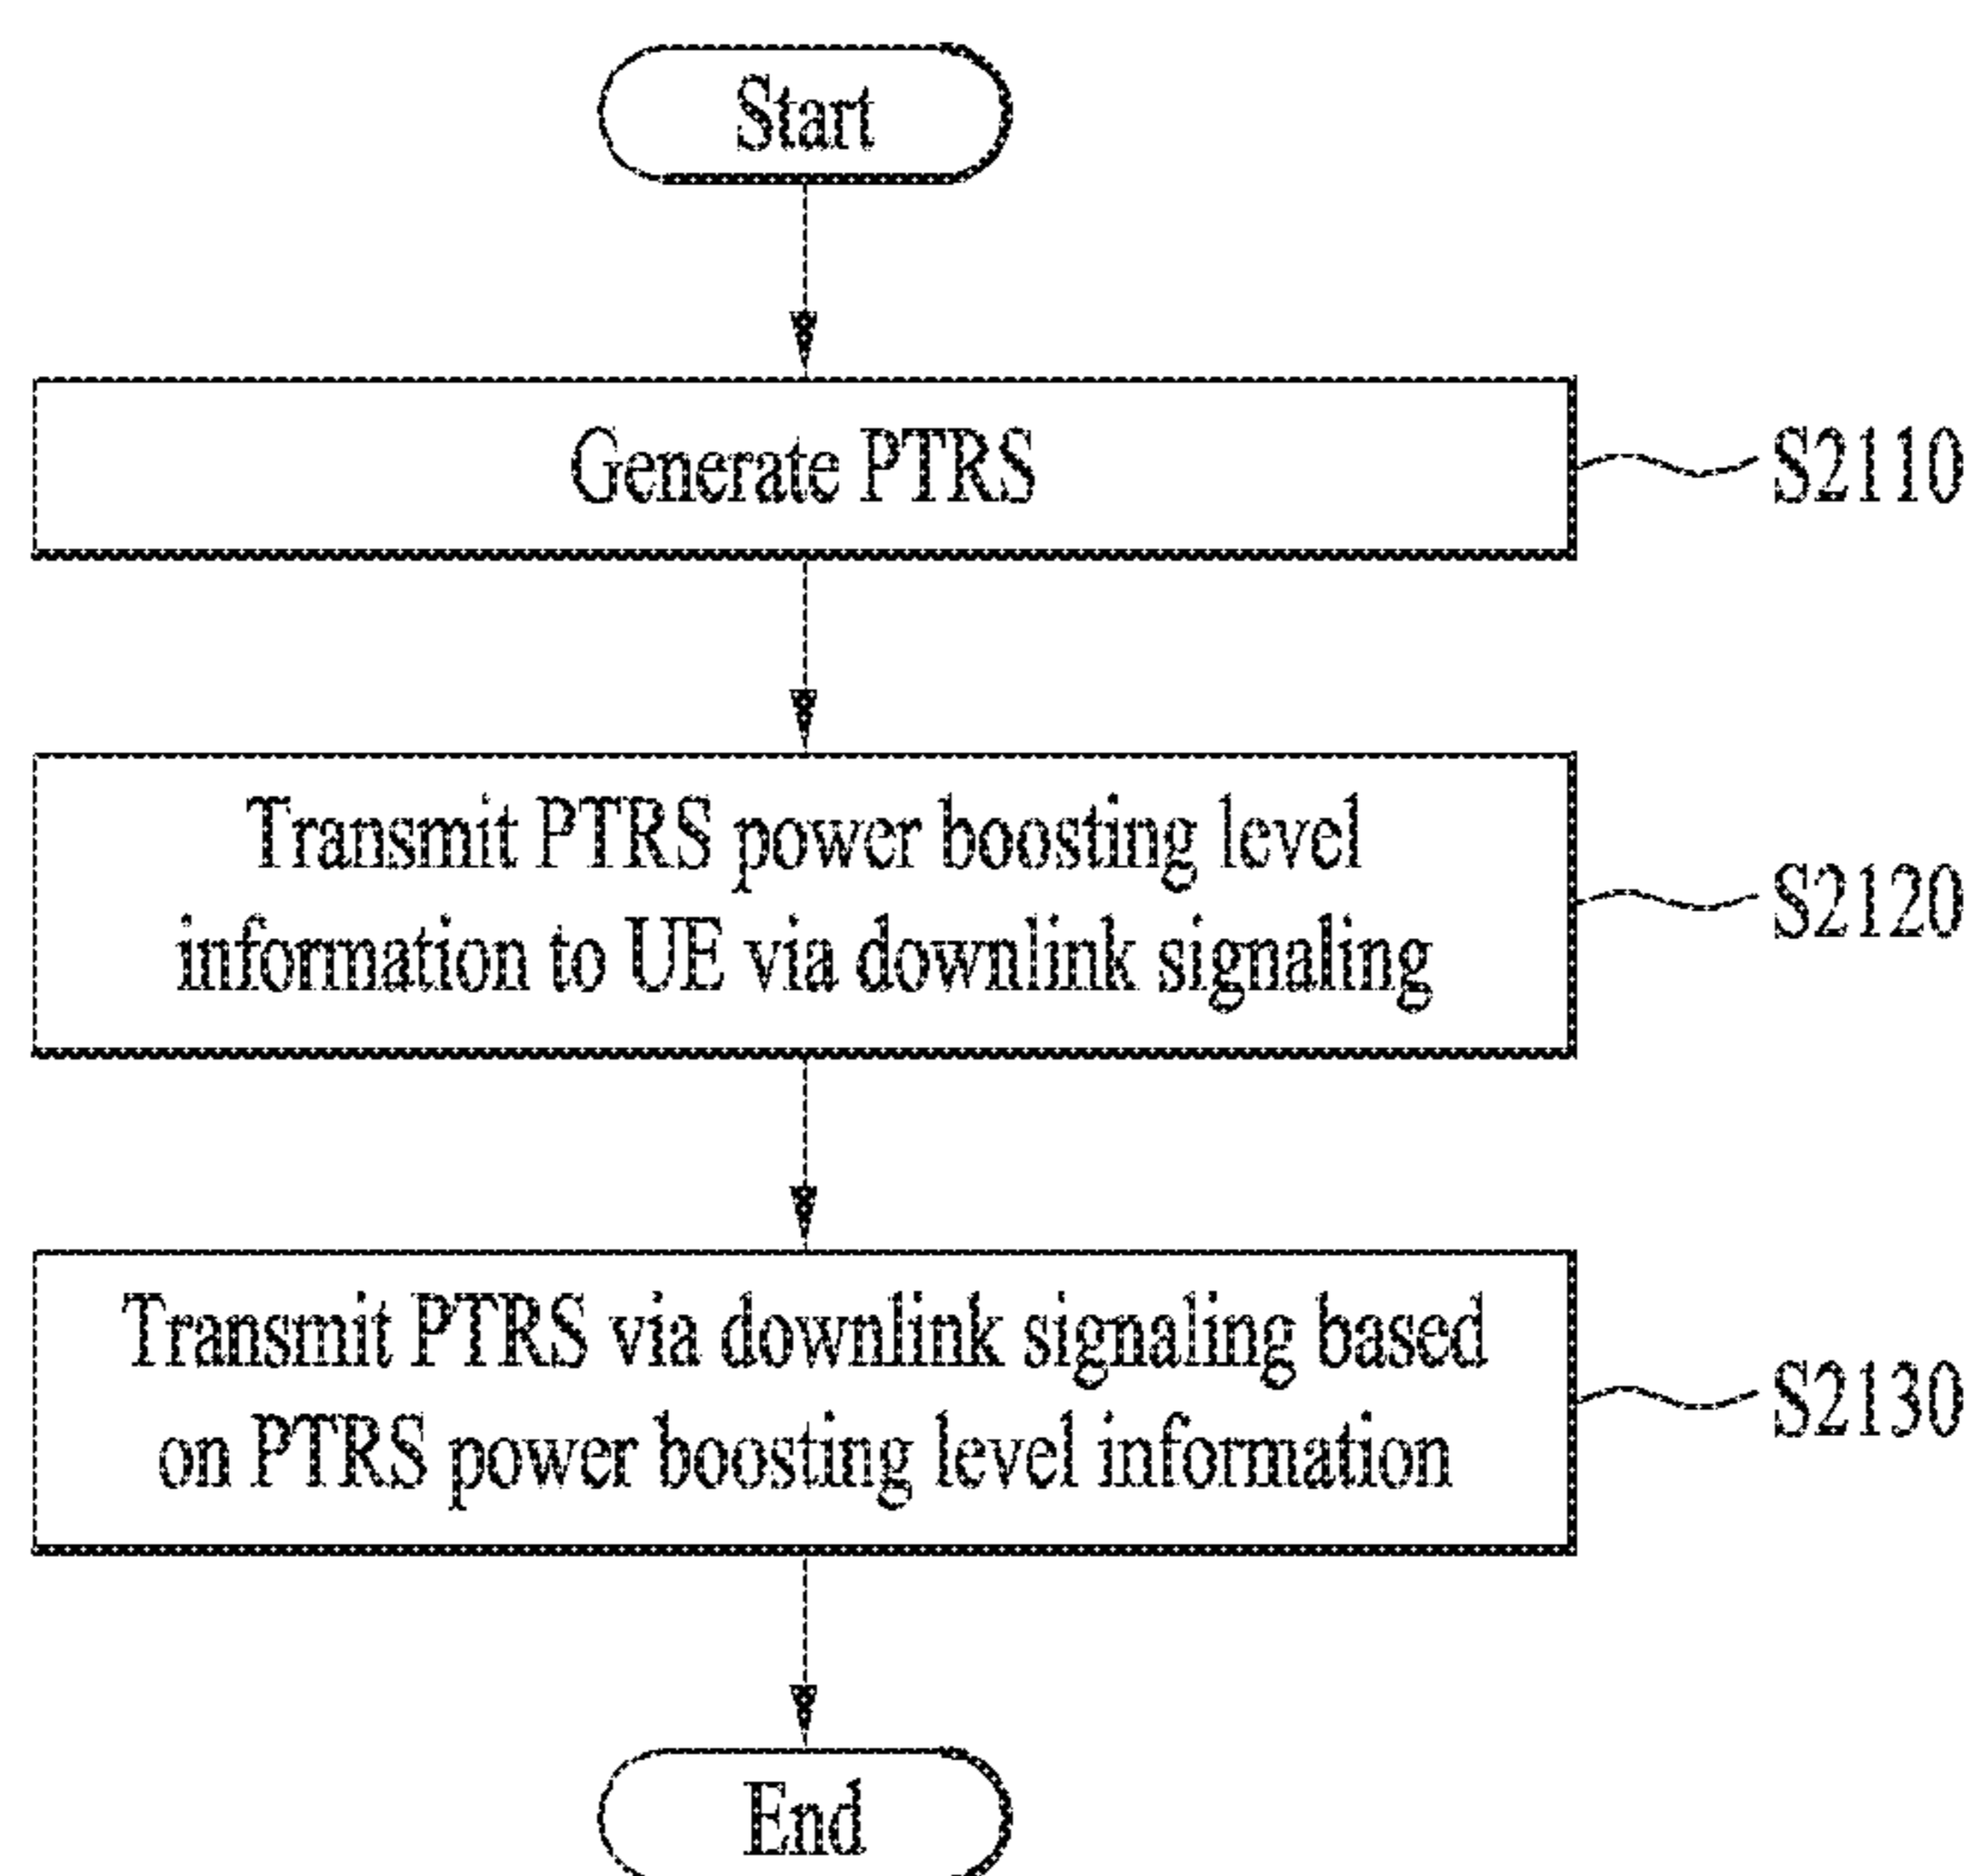 Start
Generate PTRS
S2110
Transmit PTRS power boosting level
information to UE via downlink signaling
S2120
Transmit PTRS via downlink signaling based
on PTRS power boosting level information
S2130
End